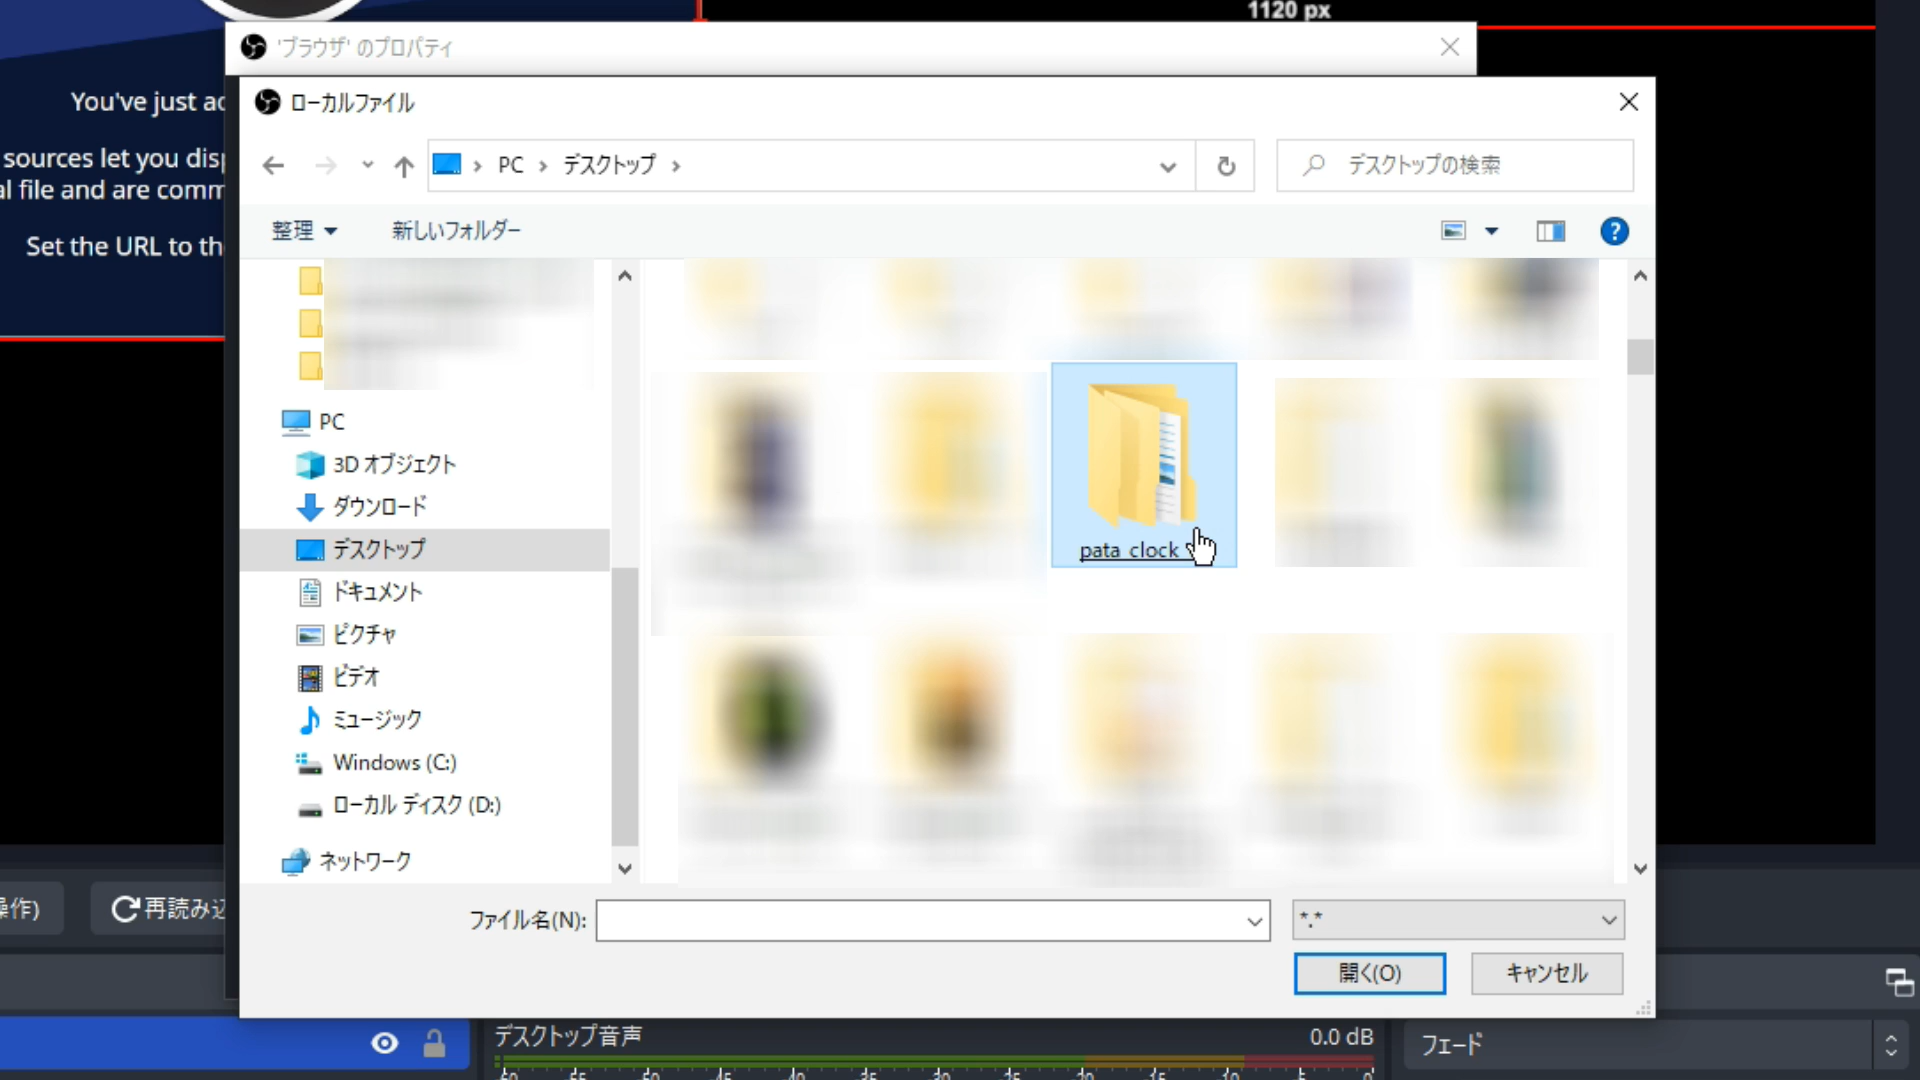 1120 px
'ブラウザ' のプロパティ
ローカルファイル
You've just
PC
デスクトップ
デスクトップの検索
sources let you
file and are
整理
新しいフォルダー
Set the URL to
PC
3D オブジェクト
ダウンロード
デスクトップ
ドキュメント
ピクチャ
ビデオ
ミュージック
Windows (C:)
ローカル ディスク (D:)
ネットワーク
pata clock
再読み込
ファイル名(N):
*.*
開く(O)
キャンセル
デスクトップ音声
0.0 dB
フェード